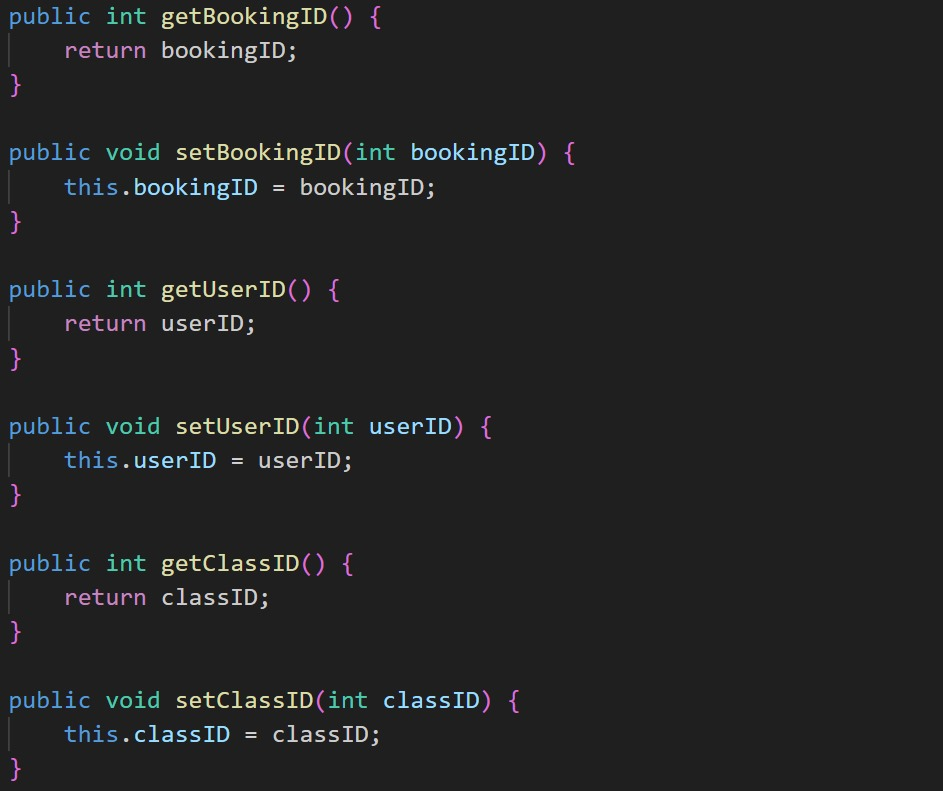 public int getBookingID() {
    return bookingID;
}

public void setBookingID(int bookingID) {
    this.bookingID = bookingID;
}

public int getUserID() {
    return userID;
}

public void setUserID(int userID) {
    this.userID = userID;
}

public int getClassID() {
    return classID;
}

public void setClassID(int classID) {
    this.classID = classID;
}